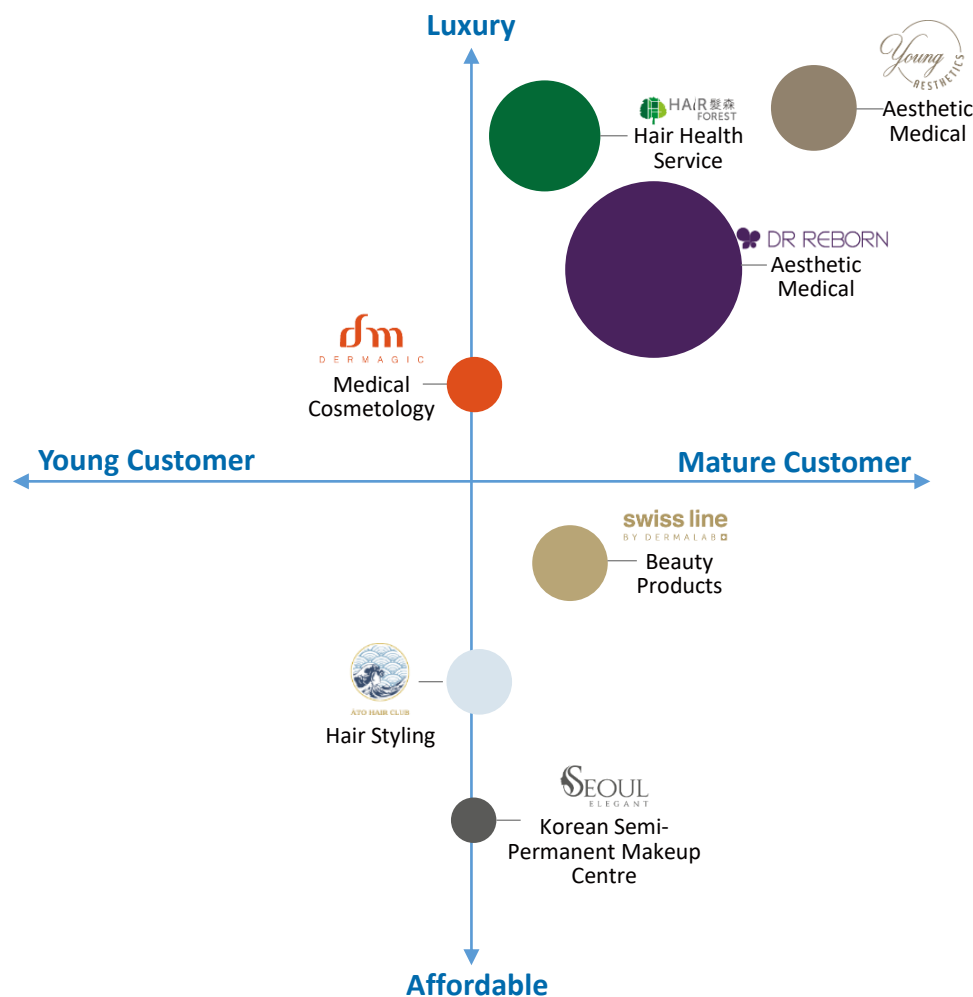 Luxury
Young
AESTHETICS
Aesthetic
Medical
HAIR 髮森
FOREST
Hair Health
Service
DR REBORN
Aesthetic
Medical
dm
DERMAGIC
Medical
Cosmetology
Young Customer
Mature Customer
swiss line
BY DERMALAB
Beauty
Products
ÀTO HAIR CLUB
Hair Styling
SEOUL
ELEGANT
Korean Semi-
Permanent Makeup
Centre
Affordable